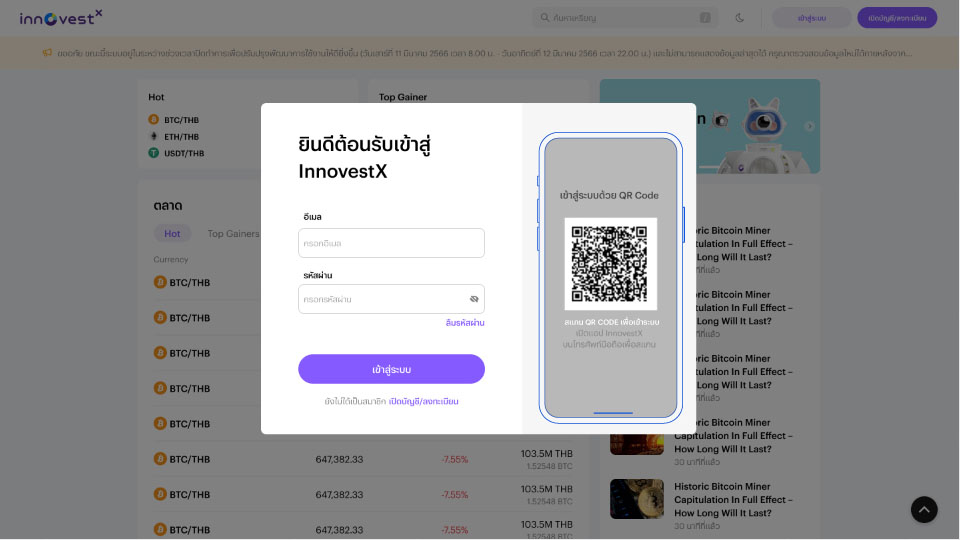 innovestx
ค้นหาเหรียญ
/
เข้าสู่ระบบ
เปิดบัญชี/ลงทะเบียน
ขออภัย ขณะนี้ระบบอยู่ในระหว่างช่วงเวลาปิดทำการเพื่อปรับปรุงพัฒนาการใช้งานให้ดียิ่งขึ้น (วันเสาร์ที่ 11 มีนาคม 2566 เวลา 8.00 น. - วันอาทิตย์ที่ 12 มีนาคม 2566 เวลา 22.00 น.) และไม่สามารถแสดงข้อมูลล่าสุดได้ กรุณาตรวจสอบข้อมูลใหม่ได้ภายหลังจาก...
Hot
BTC/THB
ETH/THB
USDT/THB
Top Gainer
ยินดีต้อนรับเข้าสู่
InnovestX
อีเมล
กรอกอีเมล
รหัสผ่าน
กรอกรหัสผ่าน
ลืมรหัสผ่าน
เข้าสู่ระบบ
ยังไม่ได้เป็นสมาชิก เปิดบัญชี/ลงทะเบียน
เข้าสู่ระบบด้วย QR Code
สแกน QR CODE เพื่อเข้าระบบ
เปิดแอป InnovestX
บนโทรศัพท์มือถือเพื่อสแกน
ตลาด
Hot
Top Gainers
Currency
BTC/THB
BTC/THB
BTC/THB
BTC/THB
BTC/THB
BTC/THB 647,382.33 -7.55% 103.5M THB
1.52548 BTC
BTC/THB 647,382.33 -7.55% 103.5M THB
1.52548 BTC
BTC/THB 647,382.33 -7.55% 103.5M THB
1.52548 BTC
Bitcoin Miner
Capitulation In Full Effect –
Long Will It Last?
Bitcoin Miner
In Full Effect –
Long Will It Last?
Bitcoin Miner
In Full Effect –
Long Will It Last?
Bitcoin Miner
Capitulation In Full Effect –
How Long Will It Last?
30 นาทีที่แล้ว
Historic Bitcoin Miner
Capitulation In Full Effect –
How Long Will It Last?
30 นาทีที่แล้ว